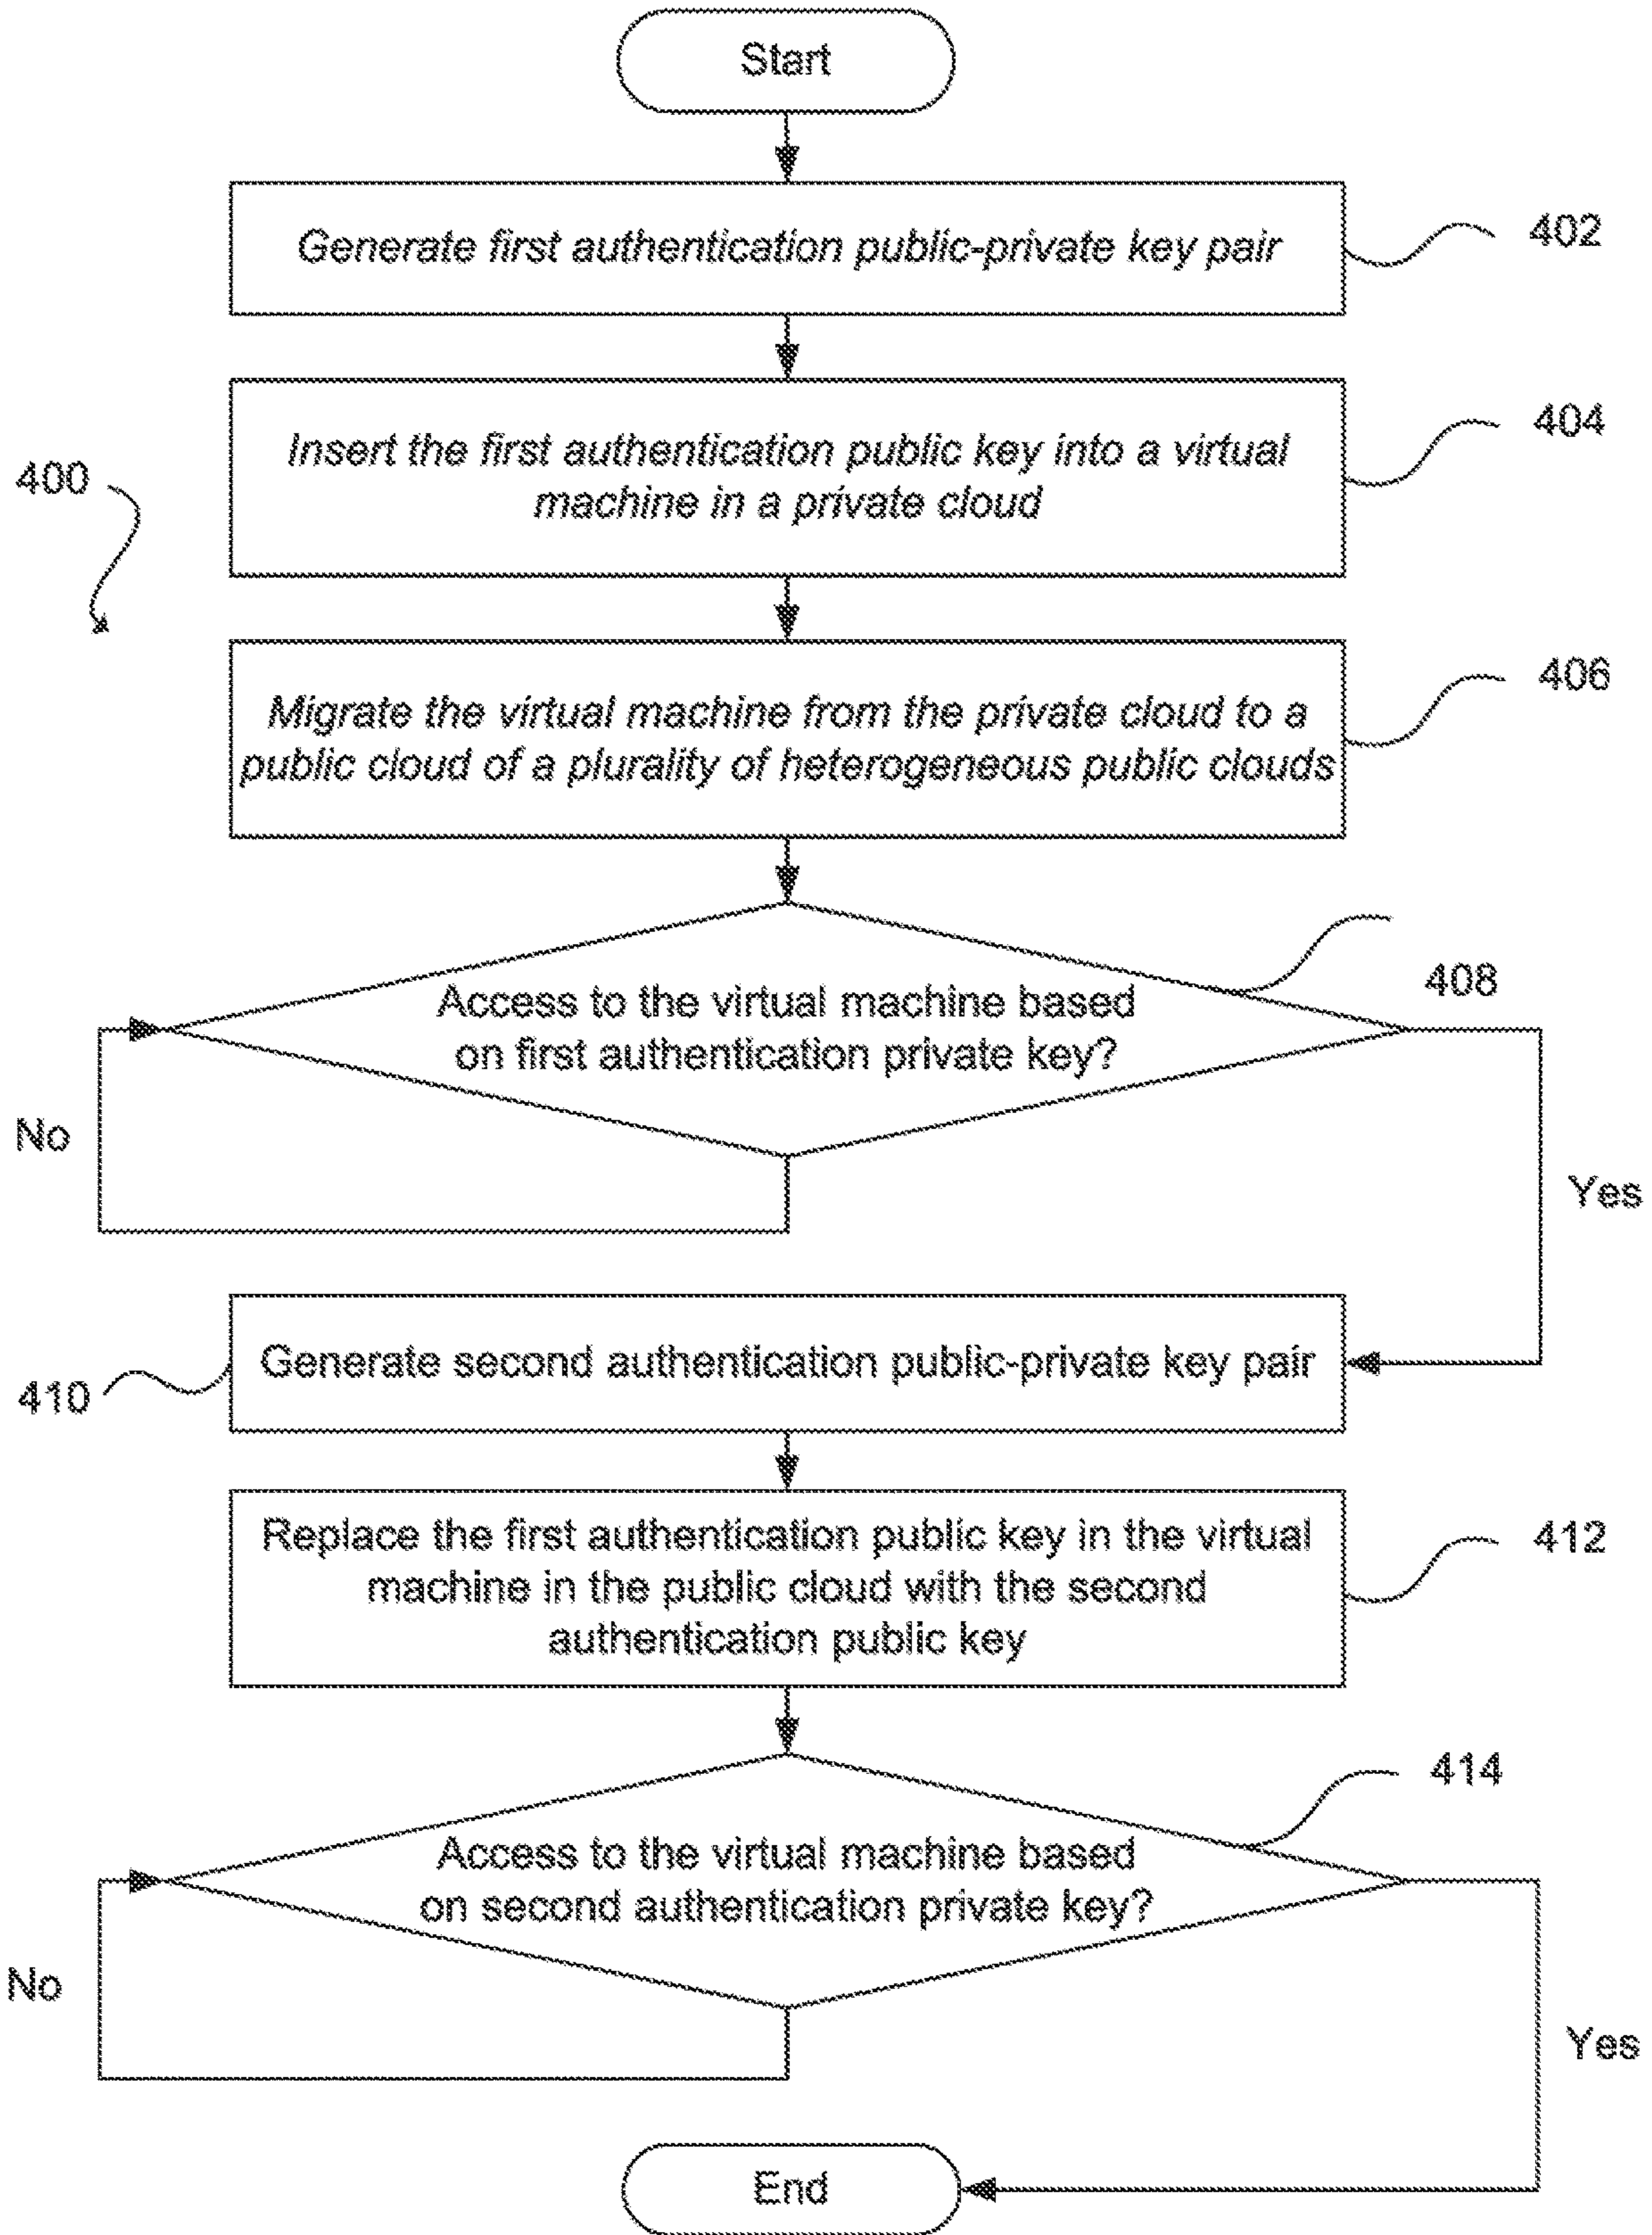 Start
Generate first authentication public-private key pair
402
Insert the first authentication public key into a virtual
machine in a private cloud
404
400
Migrate the virtual machine from the private cloud to a
public cloud of a plurality of heterogeneous public clouds
406
Access to the virtual machine based
on first authentication private key?
408
No
Yes
Generate second authentication public-private key pair
410
Replace the first authentication public key in the virtual
machine in the public cloud with the second
authentication public key
412
Access to the virtual machine based
on second authentication private key?
414
No
Yes
End